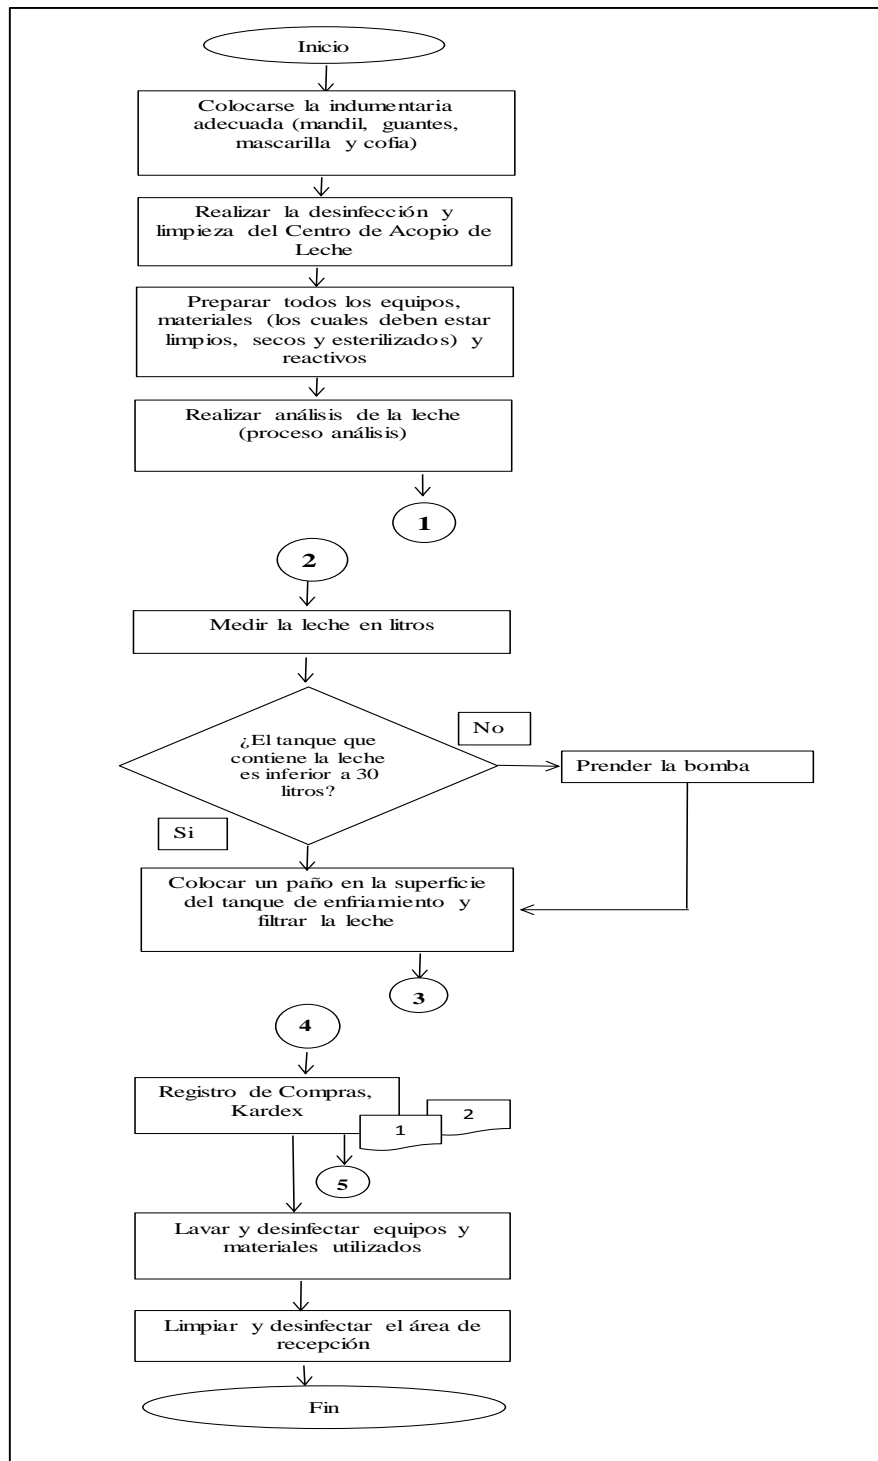 Inicio
Colocarse la indumentaria
adecuada (mandil, guantes,
mascarilla y cofia)
Realizar la desinfección y
limpieza del Centro de Acopio de
Leche
Preparar todos los equipos,
materiales (los cuales deben estar
limpios, secos y esterilizados) y
reactivos
Realizar análisis de la leche
(proceso análisis)
1
2
Medir la leche en litros
¿El tanque que
contiene la leche
es inferior a 30
litros?
No
Prender la bomba
Si
Colocar un paño en la superficie
del tanque de enfriamiento y
filtrar la leche
3
4
Registro de Compras,
Kardex
1
2
5
Lavar y desinfectar equipos y
materiales utilizados
Limpiar y desinfectar el área de
recepción
Fin